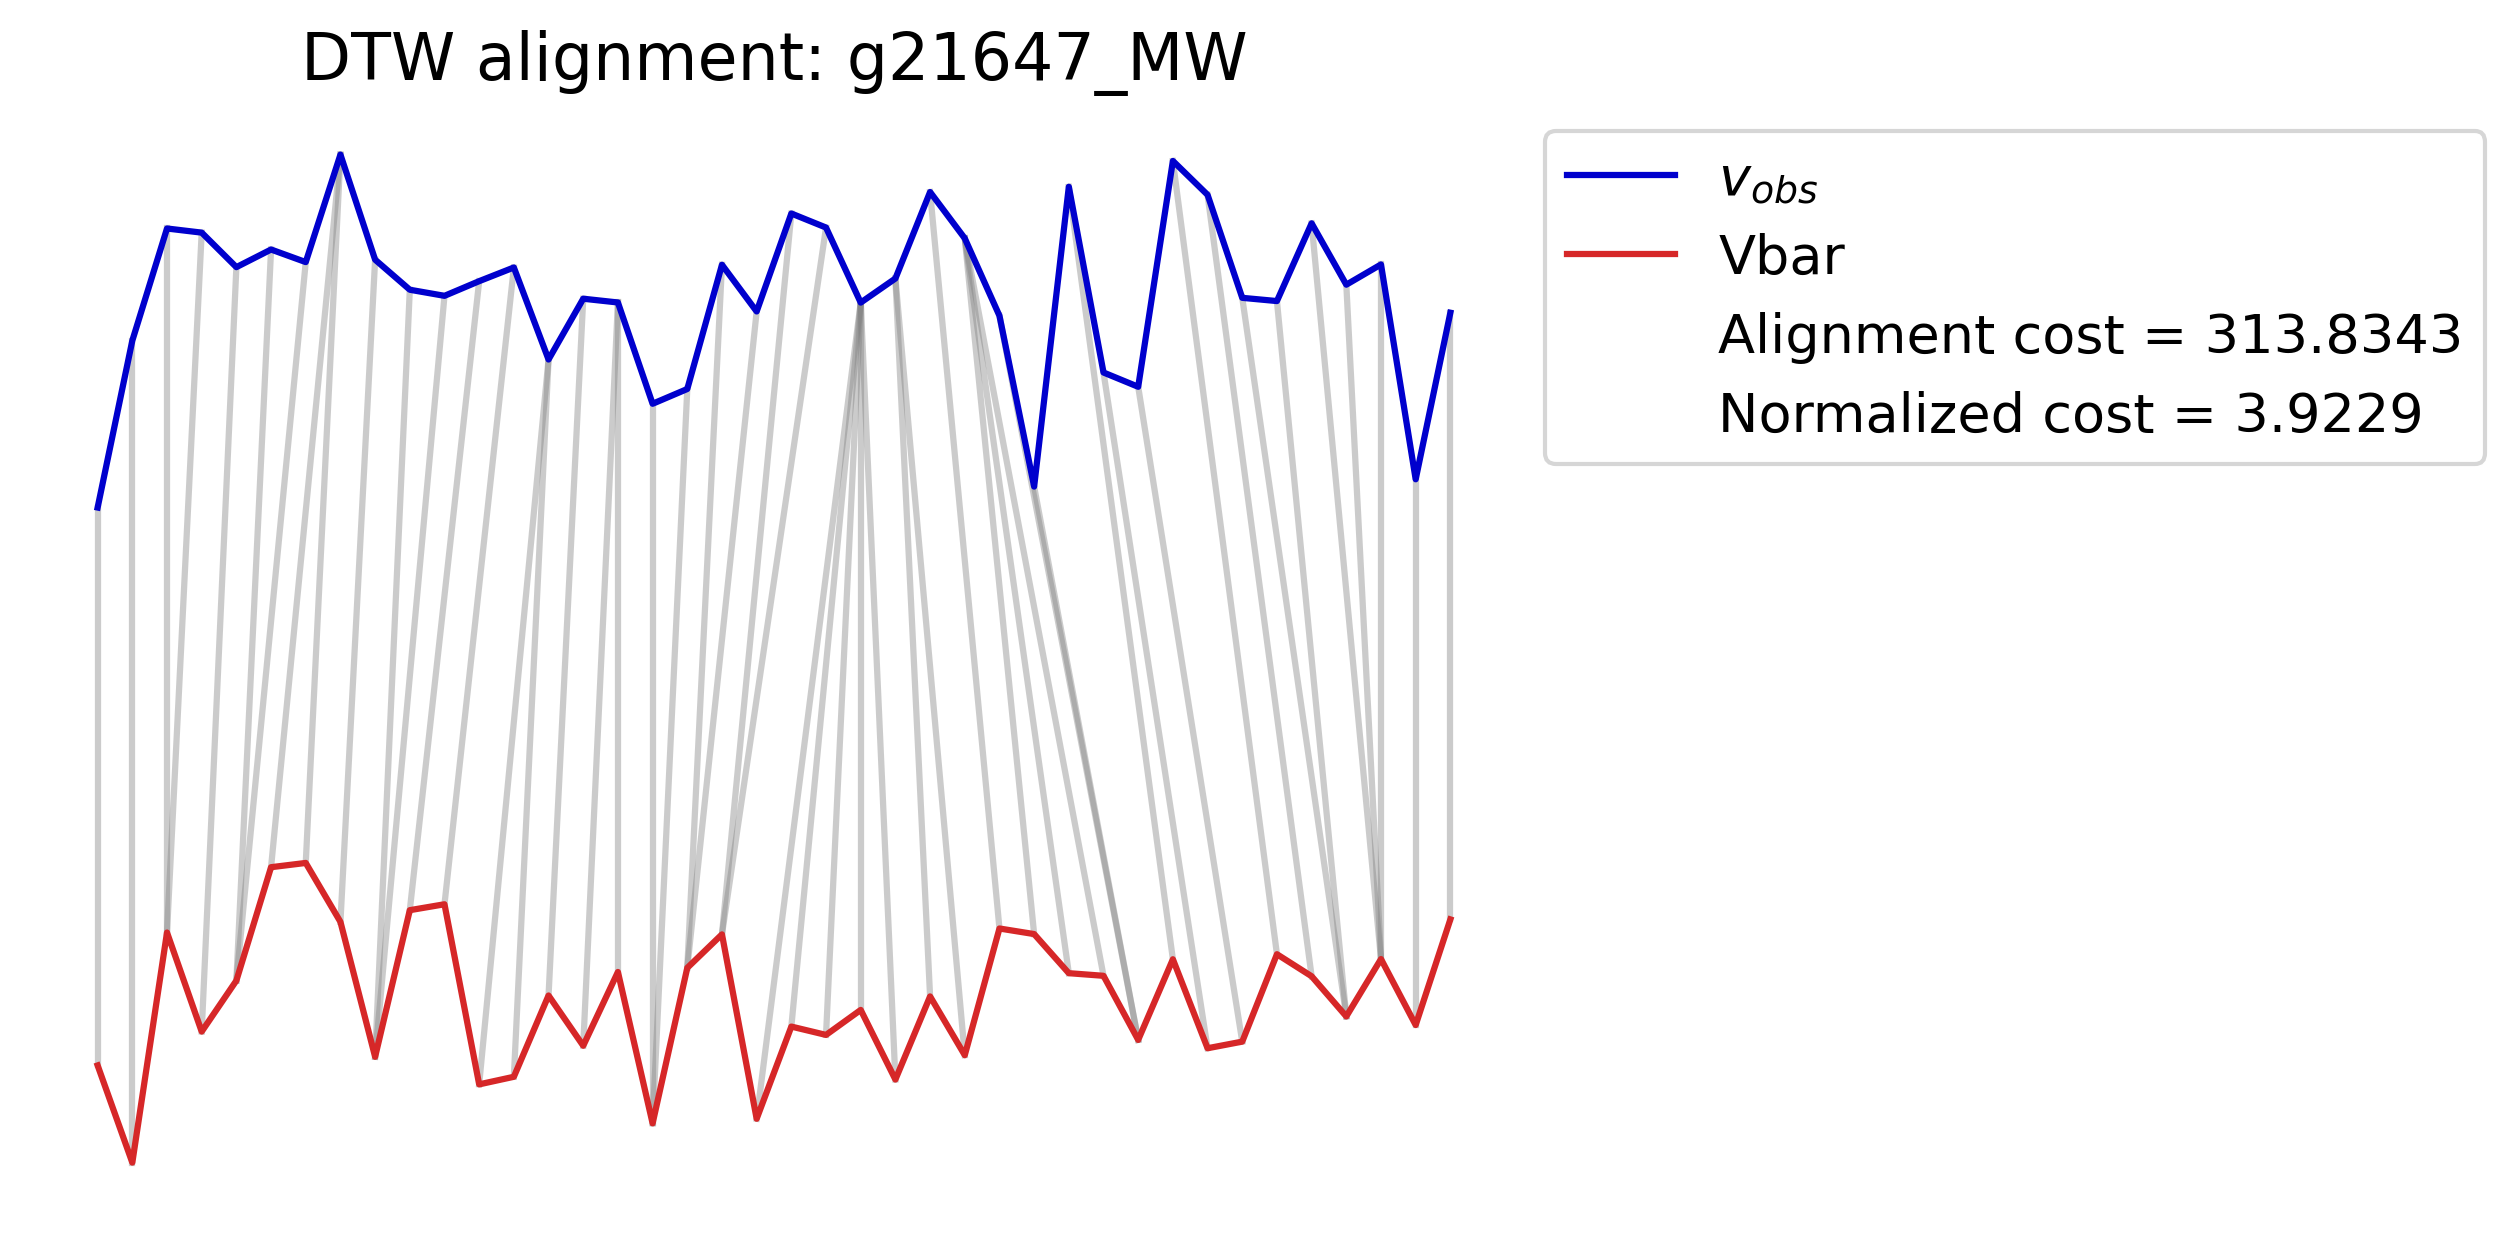 DTW alignment: g21647_MW
v_obs
Vbar
Alignment cost = 313.8343
Normalized cost = 3.9229